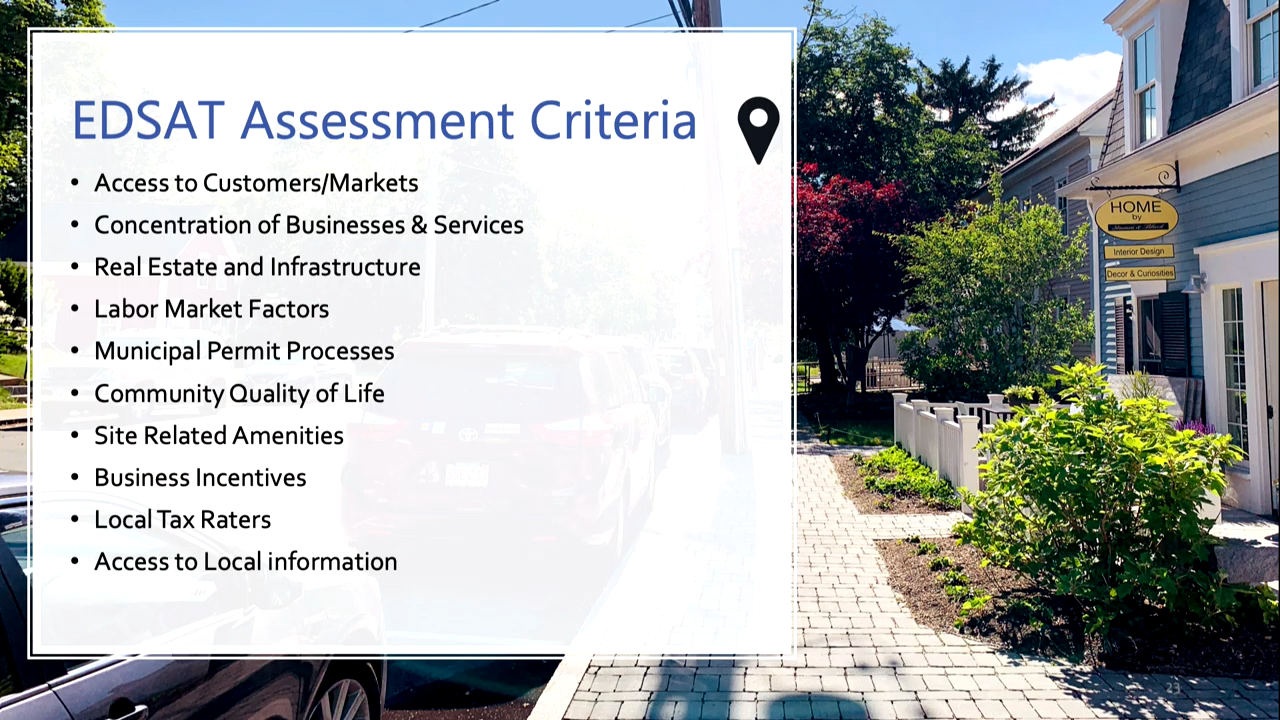 EDSAT Assessment Criteria
• Access to Customers/Markets
• Concentration of Businesses & Services
• Real Estate and Infrastructure
• Labor Market Factors
• Municipal Permit Processes
• Community Quality of Life
• Site Related Amenities
• Business Incentives
• Local Tax Raters
• Access to Local information
HOME
by
Interior Design
Decor & Curiosities
23